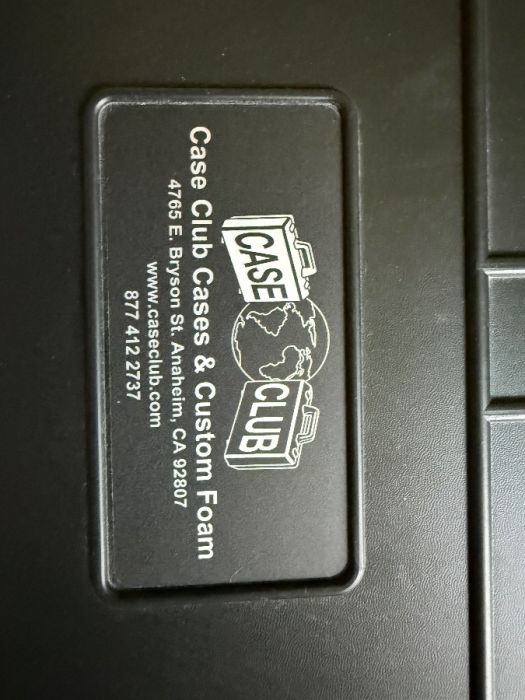 CASE
CLUB
Case Club Cases & Custom Foam
4765 E. Bryson St. Anaheim, CA 92807
www.caseclub.com
877 412 2737